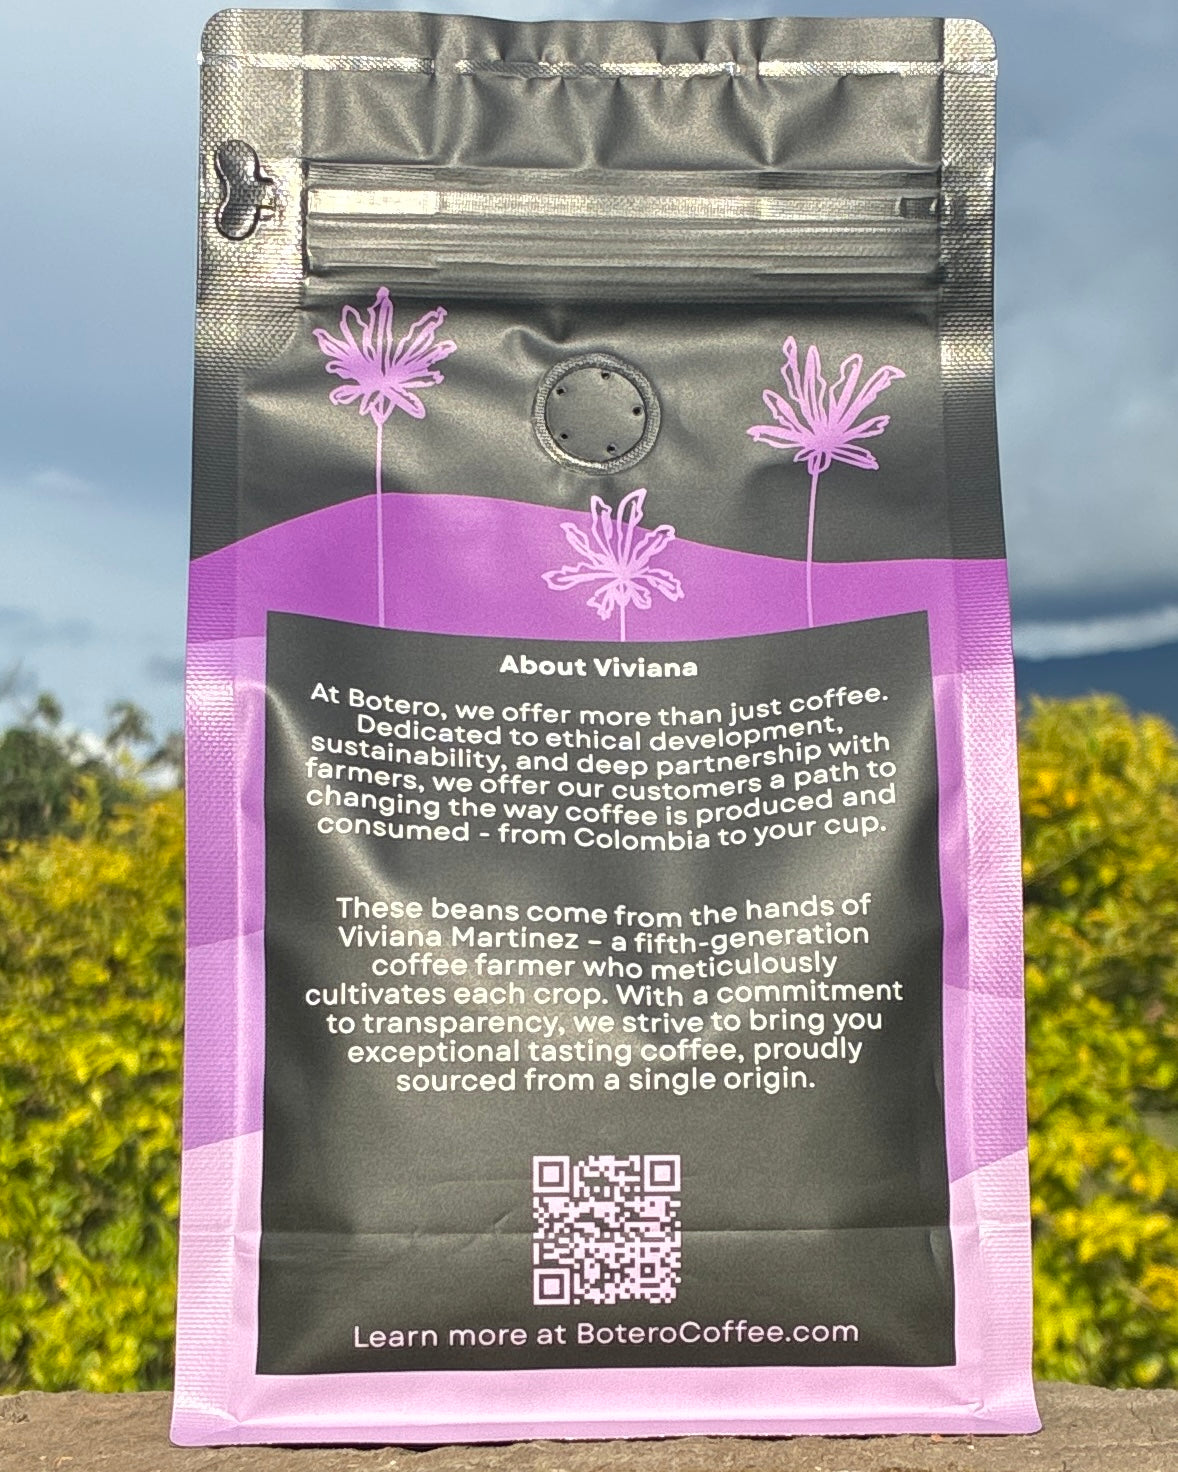 About Viviana
At Botero, we offer more than just coffee.
Dedicated to ethical development,
sustainability, and deep partnership with
farmers, we offer our customers a path to
changing the way coffee is produced and
consumed - from Colombia to your cup.
These beans come from the hands of
Viviana Martínez – a fifth-generation
coffee farmer who meticulously
cultivates each crop. With a commitment
to transparency, we strive to bring you
exceptional tasting coffee, proudly
sourced from a single origin.
Learn more at BoteroCoffee.com